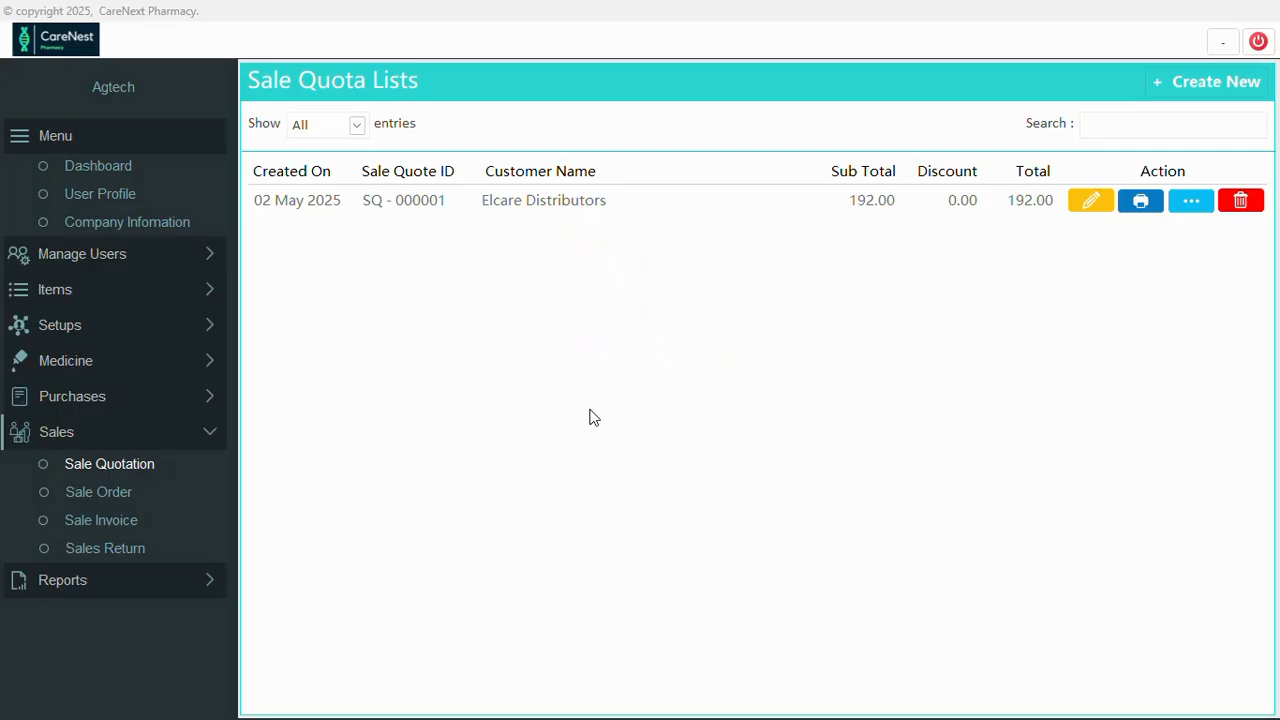 © copyright 2025, CareNext Pharmacy.
CareNest
Pharmacy
-
Agtech
Menu
Dashboard
User Profile
Company Infomation
Manage Users
Items
Setups
Medicine
Purchases
Sales
Sale Quotation
Sale Order
Sale Invoice
Sales Return
Reports
Sale Quota Lists
+ Create New
Show All entries
Search :
Created On Sale Quote ID Customer Name Sub Total Discount Total Action
02 May 2025 SQ - 000001 Elcare Distributors 192.00 0.00 192.00